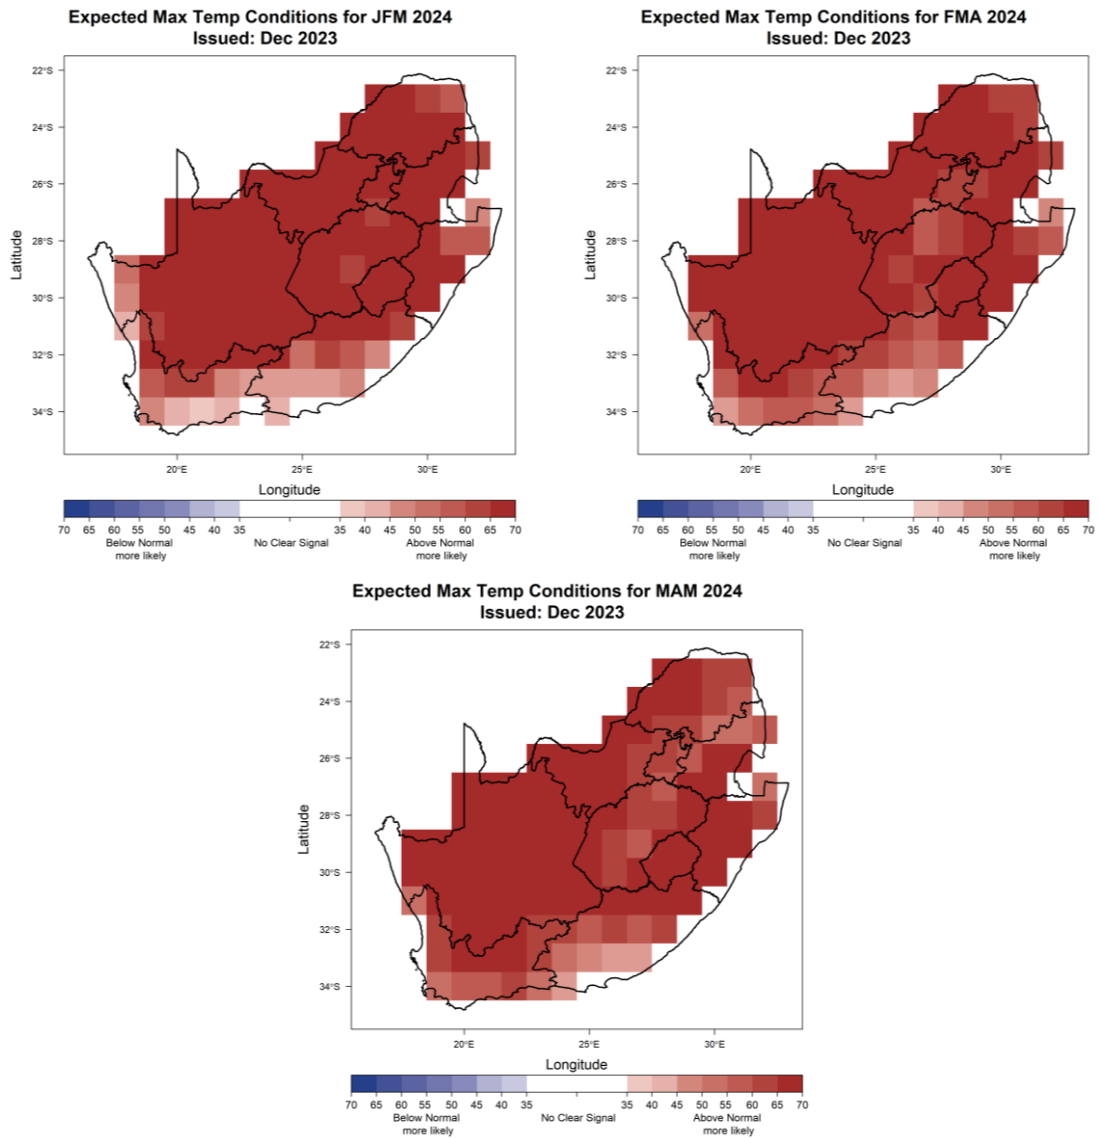 Expected Max Temp Conditions for JFM 2024
Issued: Dec 2023
22°S
24°S
26°S
28°S
30°S
32°S
34°S
Latitude
20°E 25°E 30°E
Longitude
70 65 60 55 50 45 40 35 35 40 45 50 55 60 65 70
Below Normal No Clear Signal Above Normal
more likely more likely
Expected Max Temp Conditions for FMA 2024
Issued: Dec 2023
22°S
24°S
26°S
28°S
30°S
32°S
34°S
Latitude
20°E 25°E 30°E
Longitude
70 65 60 55 50 45 40 35 35 40 45 50 55 60 65 70
Below Normal No Clear Signal Above Normal
more likely more likely
Expected Max Temp Conditions for MAM 2024
Issued: Dec 2023
22°S
24°S
26°S
28°S
30°S
32°S
34°S
Latitude
20°E 25°E 30°E
Longitude
70 65 60 55 50 45 40 35 35 40 45 50 55 60 65 70
Below Normal No Clear Signal Above Normal
more likely more likely